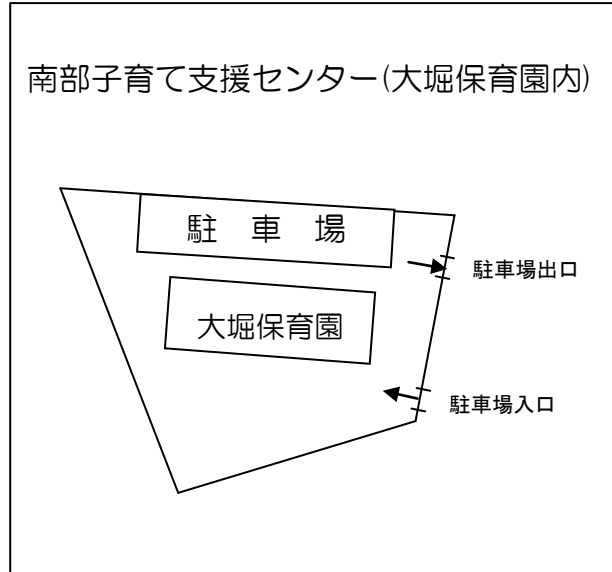 南部子育て支援センター(大堀保育園内)
駐 車 場
駐車場出口
大堀保育園
駐車場入口